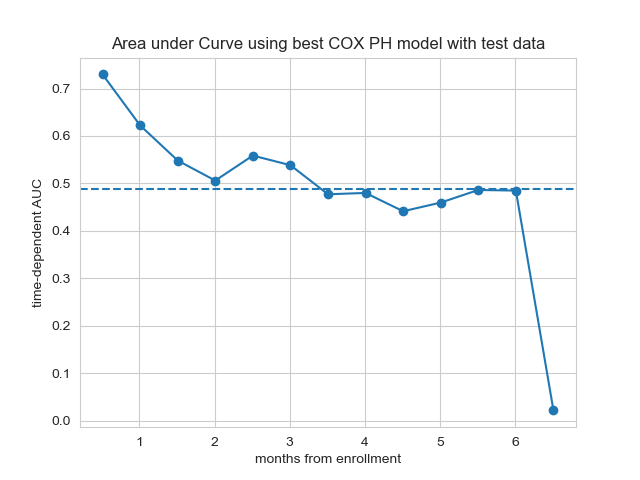 Area under Curve using best COX PH model with test data
time-dependent AUC
0.7
0.6
0.5
0.4
0.3
0.2
0.1
0.0
1 2 3 4 5 6
months from enrollment